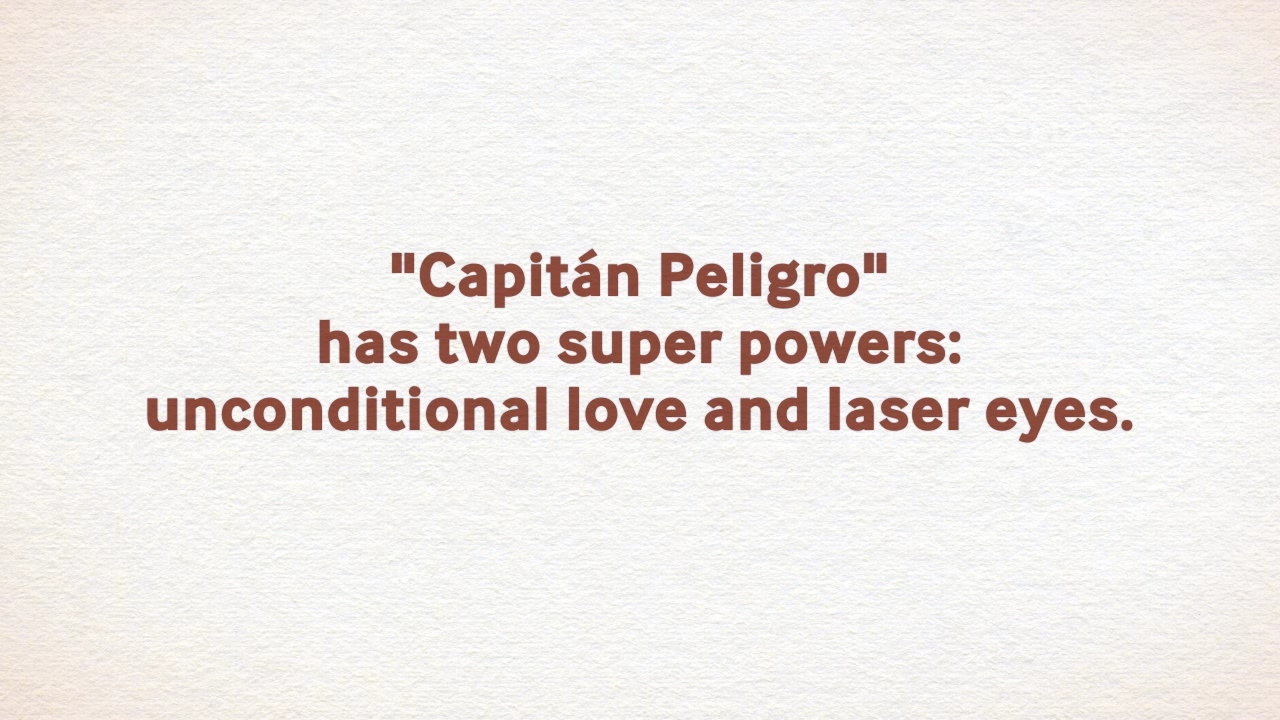 "Capitán Peligro"
has two super powers:
unconditional love and laser eyes.